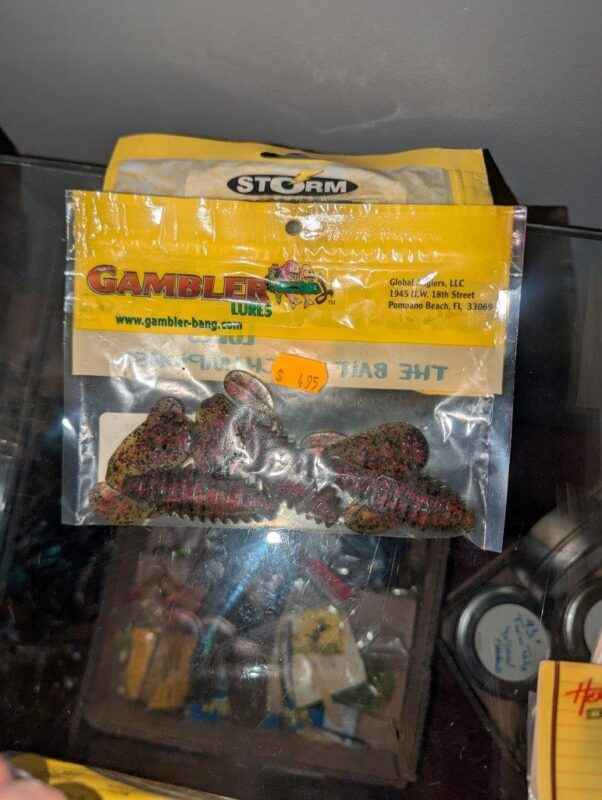 STORM
GAMBLER
LURES
™
www.gambler-bang.com
Global Anglers, LLC
1945 N.W. 18th Street
Pompano Beach, FL 33069
THE BAIT
$ 4.95